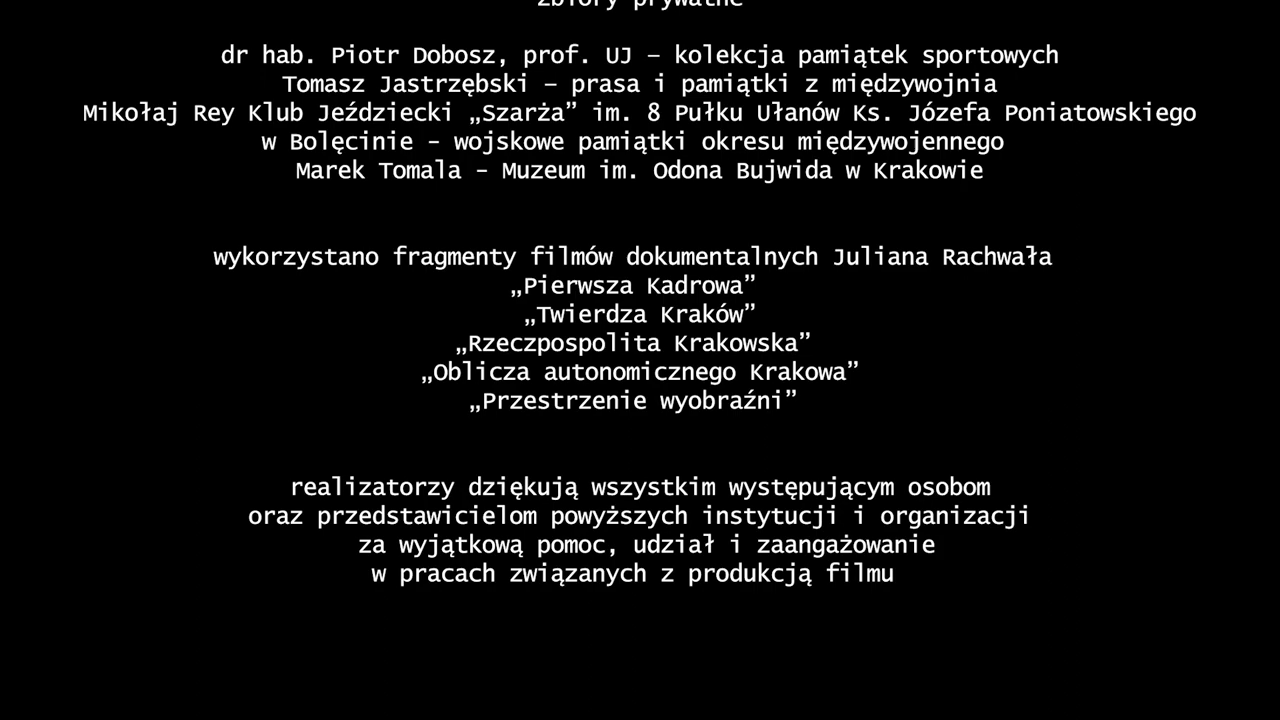 zbiory prywatne
dr hab. Piotr Dobosz, prof. UJ – kolekcja pamiątek sportowych
Tomasz Jastrzębski – prasa i pamiątki z międzywojnia
Mikołaj Rey Klub Jeździecki „Szarża” im. 8 Pułku Ułanów Ks. Józefa Poniatowskiego
w Bolęcinie - wojskowe pamiątki okresu międzywojennego
Marek Tomala - Muzeum im. Odona Bujwida w Krakowie
wykorzystano fragmenty filmów dokumentalnych Juliana Rachwała
„Pierwsza Kadrowa”
„Twierdza Kraków”
„Rzeczpospolita Krakowska”
„Oblicza autonomicznego Krakowa”
„Przestrzenie wyobraźni”
realizatorzy dziękują wszystkim występującym osobom
oraz przedstawicielom powyższych instytucji i organizacji
za wyjątkową pomoc, udział i zaangażowanie
w pracach związanych z produkcją filmu